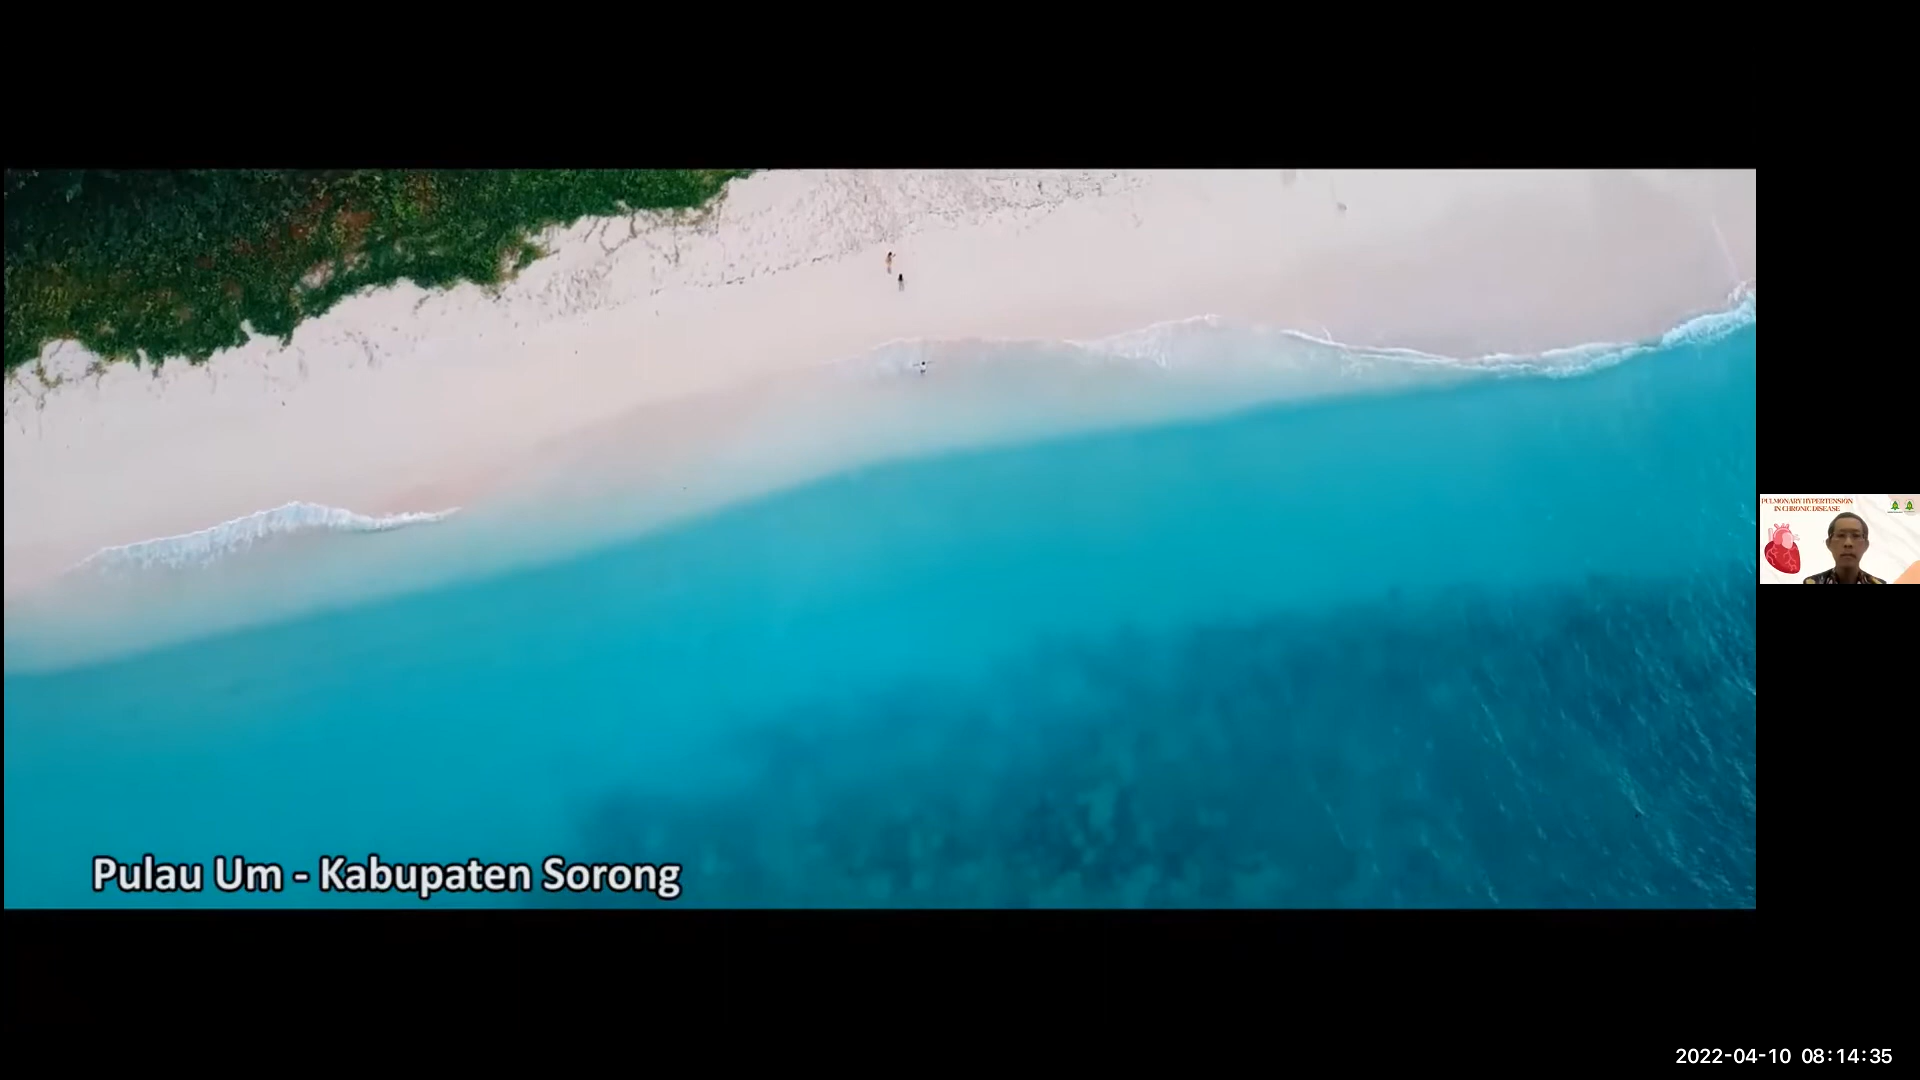 PULMONARY HYPERTENSION
IN CHRONIC DISEASE
Pulau Um - Kabupaten Sorong
2022-04-10 08:14:35